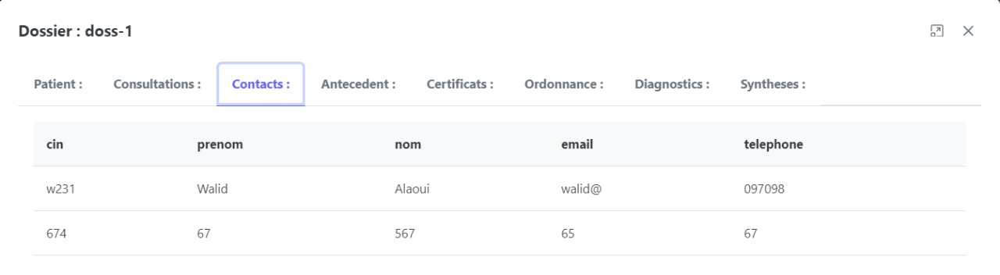 Dossier : doss-1
Patient : Consultations : Contacts : Antecedent : Certificats : Ordonnance : Diagnostics : Syntheses :
cin prenom nom email telephone
w231 Walid Alaoui walid@ 097098
674 67 567 65 67